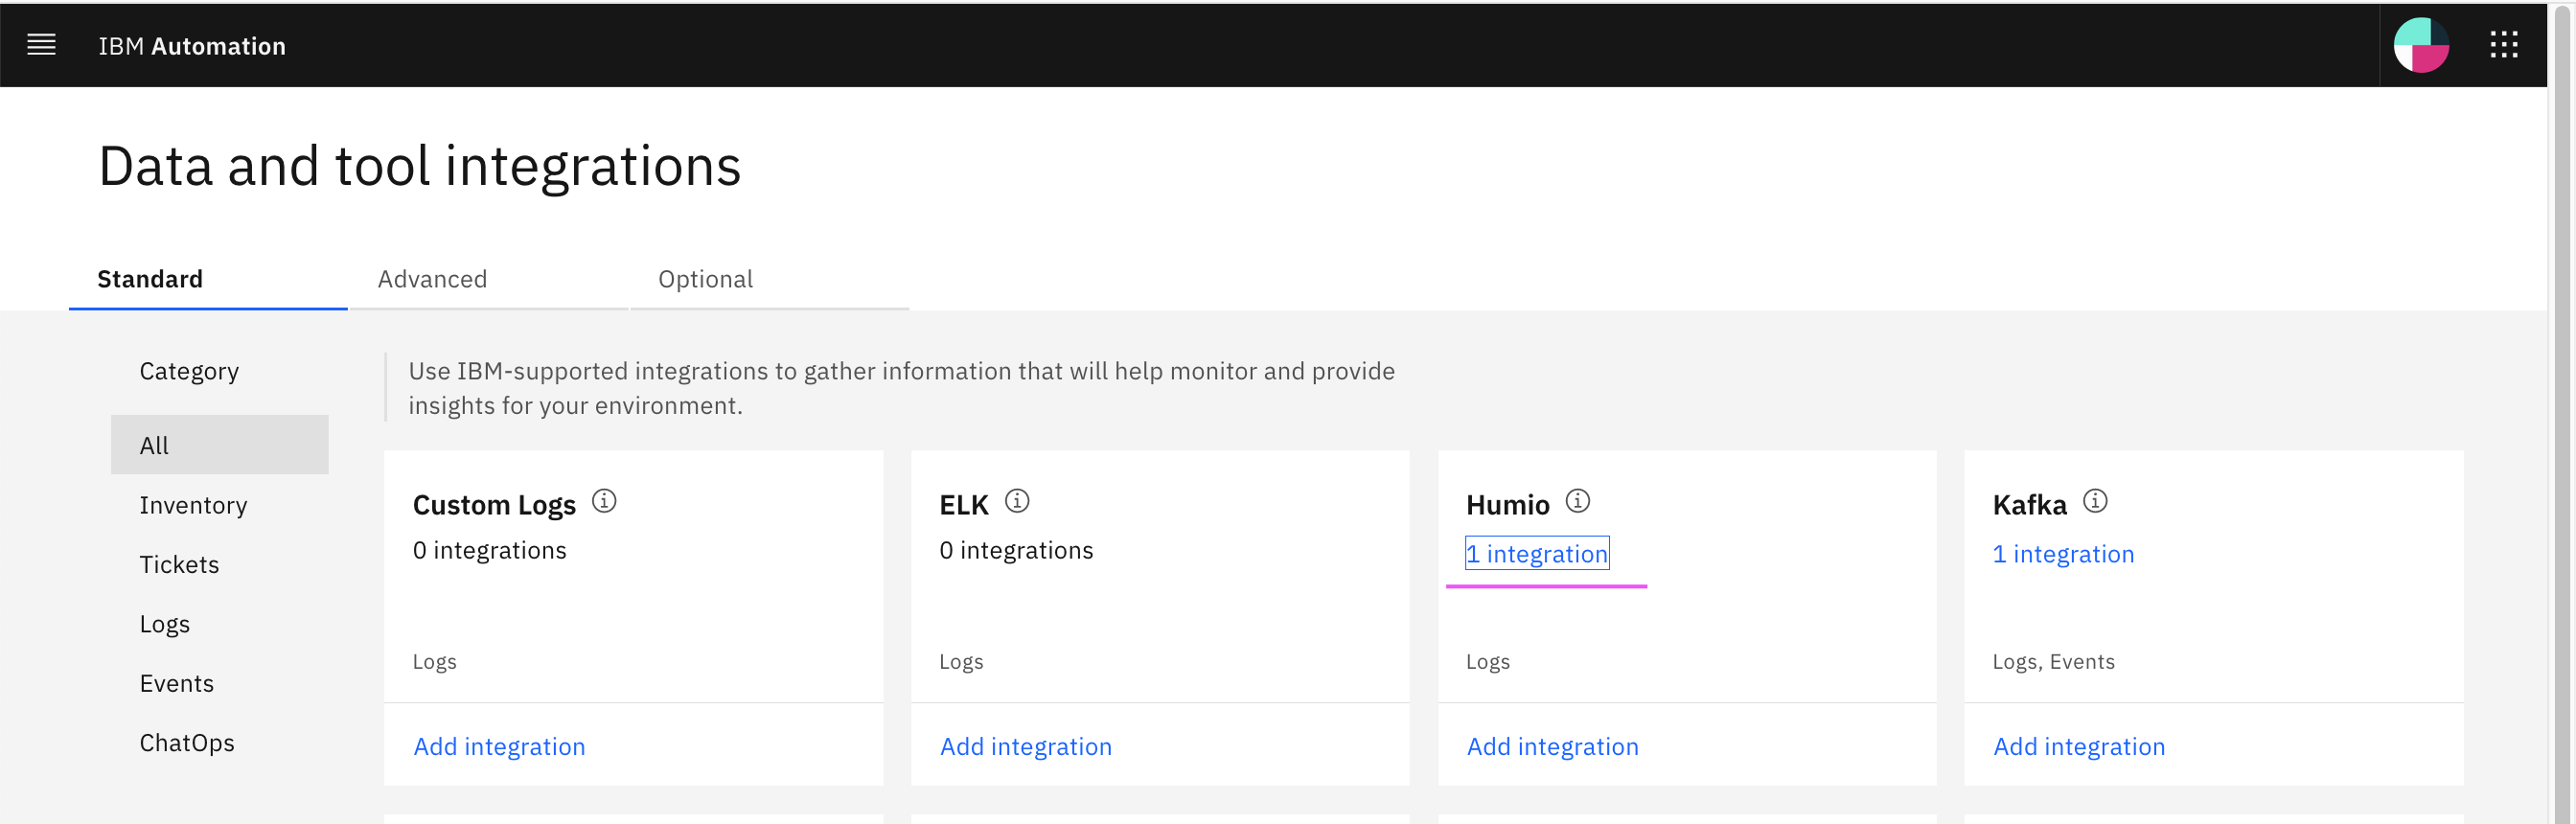 IBM Automation
Data and tool integrations
Standard
Advanced
Optional
Category
All
Inventory
Tickets
Logs
Events
ChatOps
Use IBM-supported integrations to gather information that will help monitor and provide
insights for your environment.
Custom Logs
0 integrations
Logs
Add integration
ELK
0 integrations
Logs
Add integration
Humio
1 integration
Logs
Add integration
Kafka
1 integration
Logs, Events
Add integration